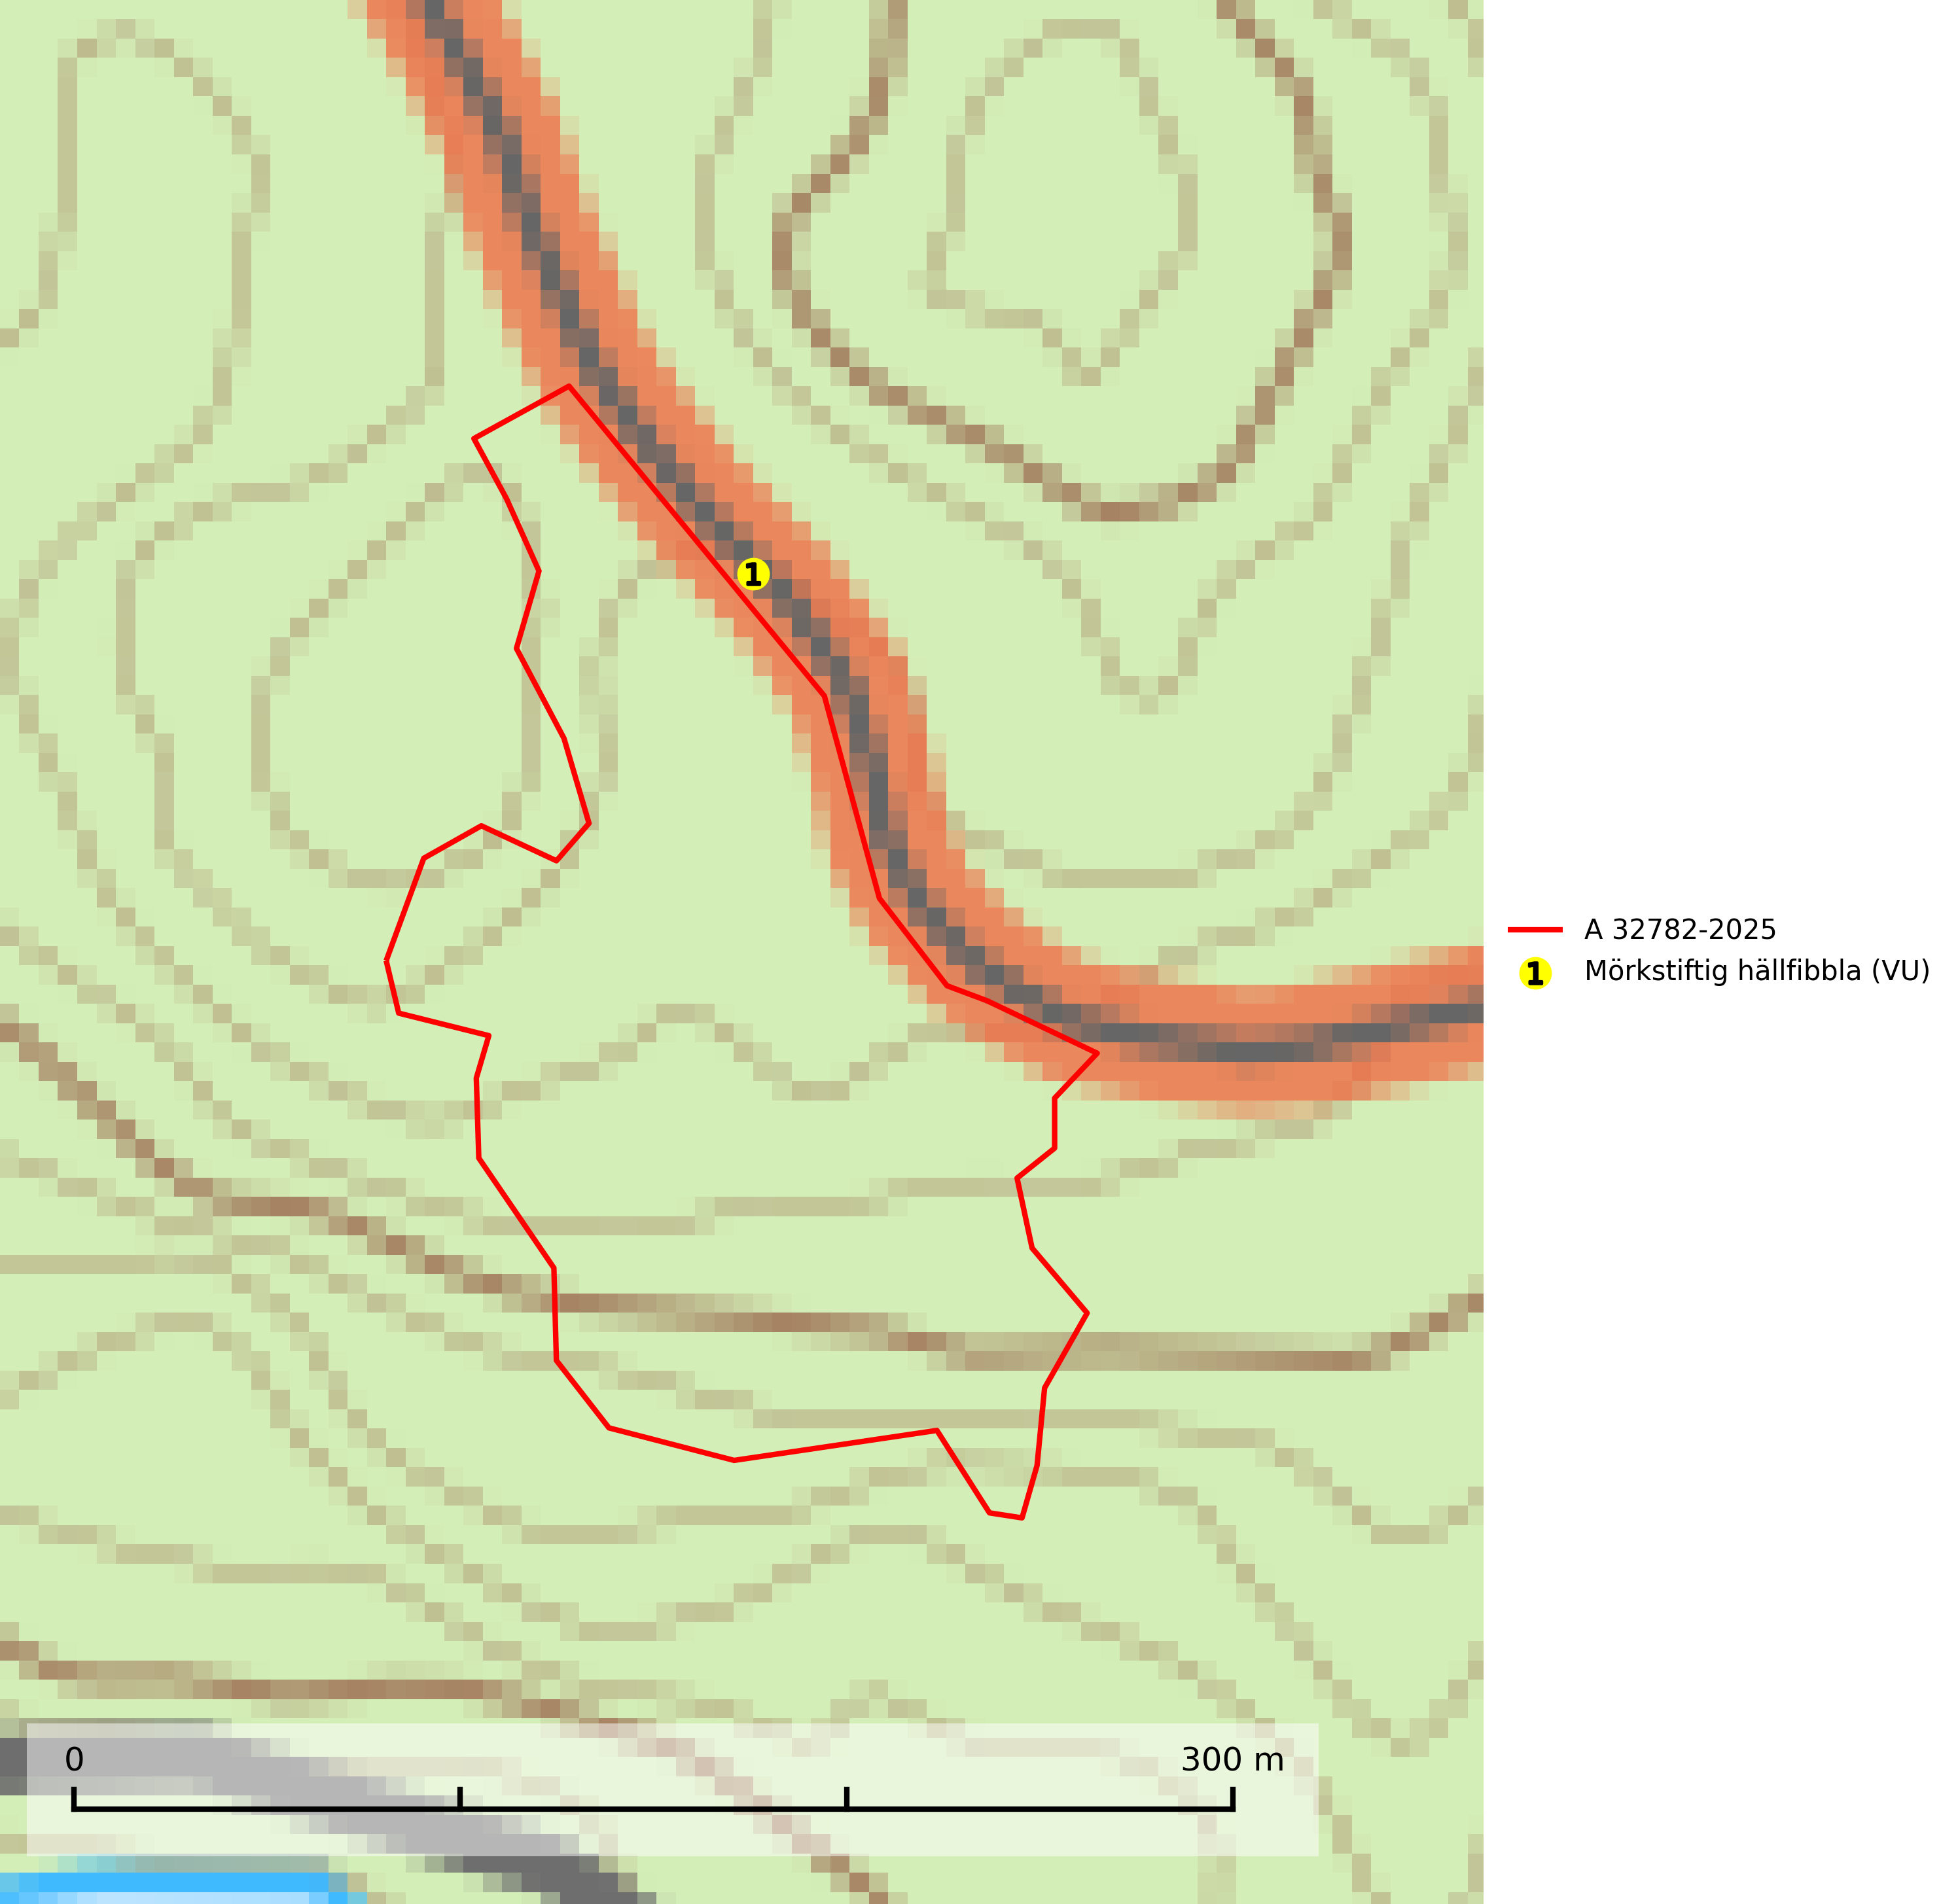 1
A 32782-2025
1 Mörkstiftig hällfibbla (VU)
0 300 m